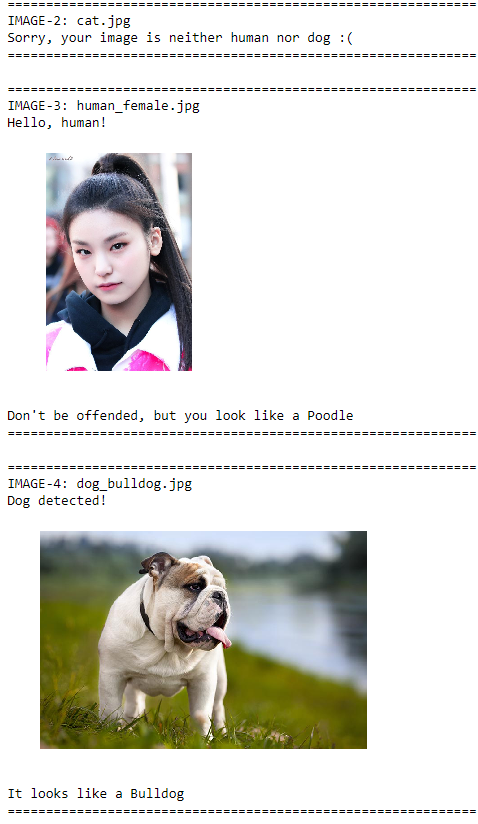 ============================================================
IMAGE-2: cat.jpg
Sorry, your image is neither human nor dog :(
============================================================
============================================================
IMAGE-3: human_female.jpg
Hello, human!
Don't be offended, but you look like a Poodle
============================================================
============================================================
IMAGE-4: dog_bulldog.jpg
Dog detected!
It looks like a Bulldog
============================================================